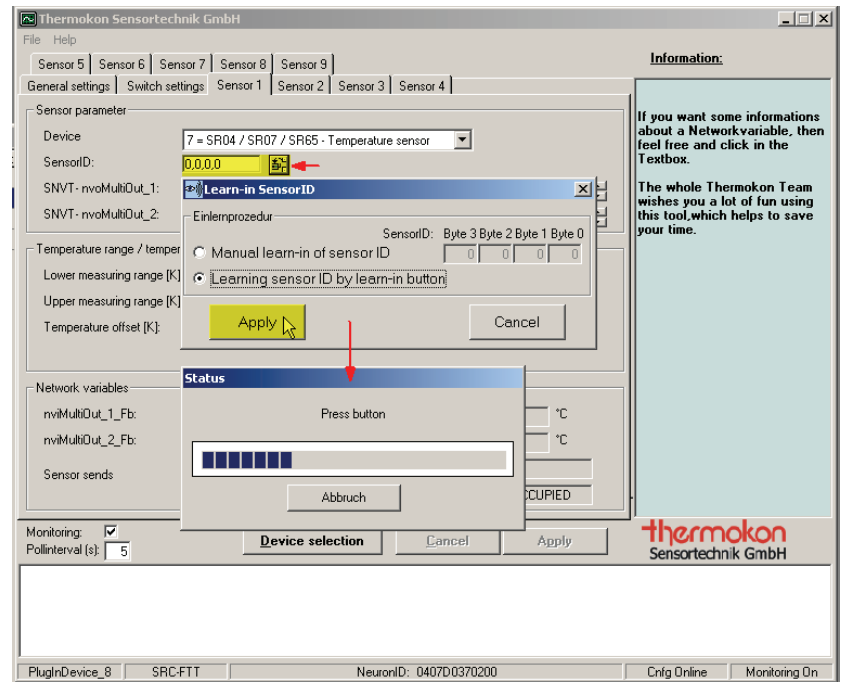 Thermokon Sensortechnik GmbH
File Help
Sensor 5 Sensor 6 Sensor 7 Sensor 8 Sensor 9
General settings Switch settings Sensor 1 Sensor 2 Sensor 3 Sensor 4
Sensor parameter
Device 7 = SR04 / SR07 / SR65 - Temperature sensor
SensorID: 0,0,0,0
SNVT- nvoMultiOut_1:
SNVT- nvoMultiOut_2:
Learn-in SensorID
Einlernprozedur
SensorID: Byte 3 Byte 2 Byte 1 Byte 0
Manual learn-in of sensor ID 0 0 0 0
Learning sensor ID by learn-in button
Apply Cancel
Temperature range / temper
Lower measuring range [K]
Upper measuring range [K]
Temperature offset [K]:
Status
Press button
Abbruch
Network variables
nviMultiOut_1_Fb: °C
nviMultiOut_2_Fb: °C
Sensor sends
CCUPIED
Monitoring:
Pollinterval (s): 5
Device selection Cancel Apply
Information:
If you want some informations
about a Networkvariable, then
feel free and click in the
Textbox.
The whole Thermokon Team
wishes you a lot of fun using
this tool,which helps to save
your time.
thermokon
Sensortechnik GmbH
PlugInDevice_8 SRC-FTT NeuronID: 0407D0370200 Cnfg Online Monitoring On